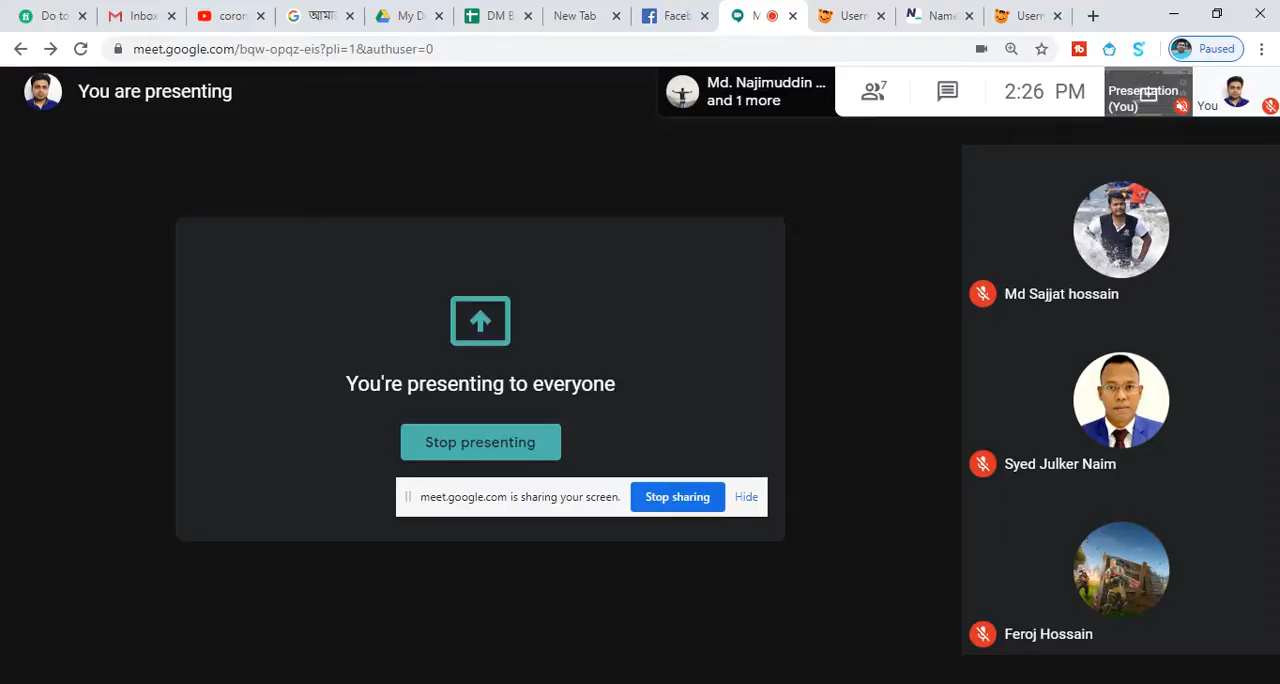 Do to
Inbox
coror
আমা
My D
DM B
New Tab
Faceb
M
Usern
Name
Usern
meet.google.com/bqw-opqz-eis?pli=1&authuser=0
Paused
You are presenting
Md. Najimuddin ...
and 1 more
7
2:26 PM
Presentation
(You)
You
You're presenting to everyone
Stop presenting
meet.google.com is sharing your screen.
Stop sharing
Hide
Md Sajjat hossain
Syed Julker Naim
Feroj Hossain